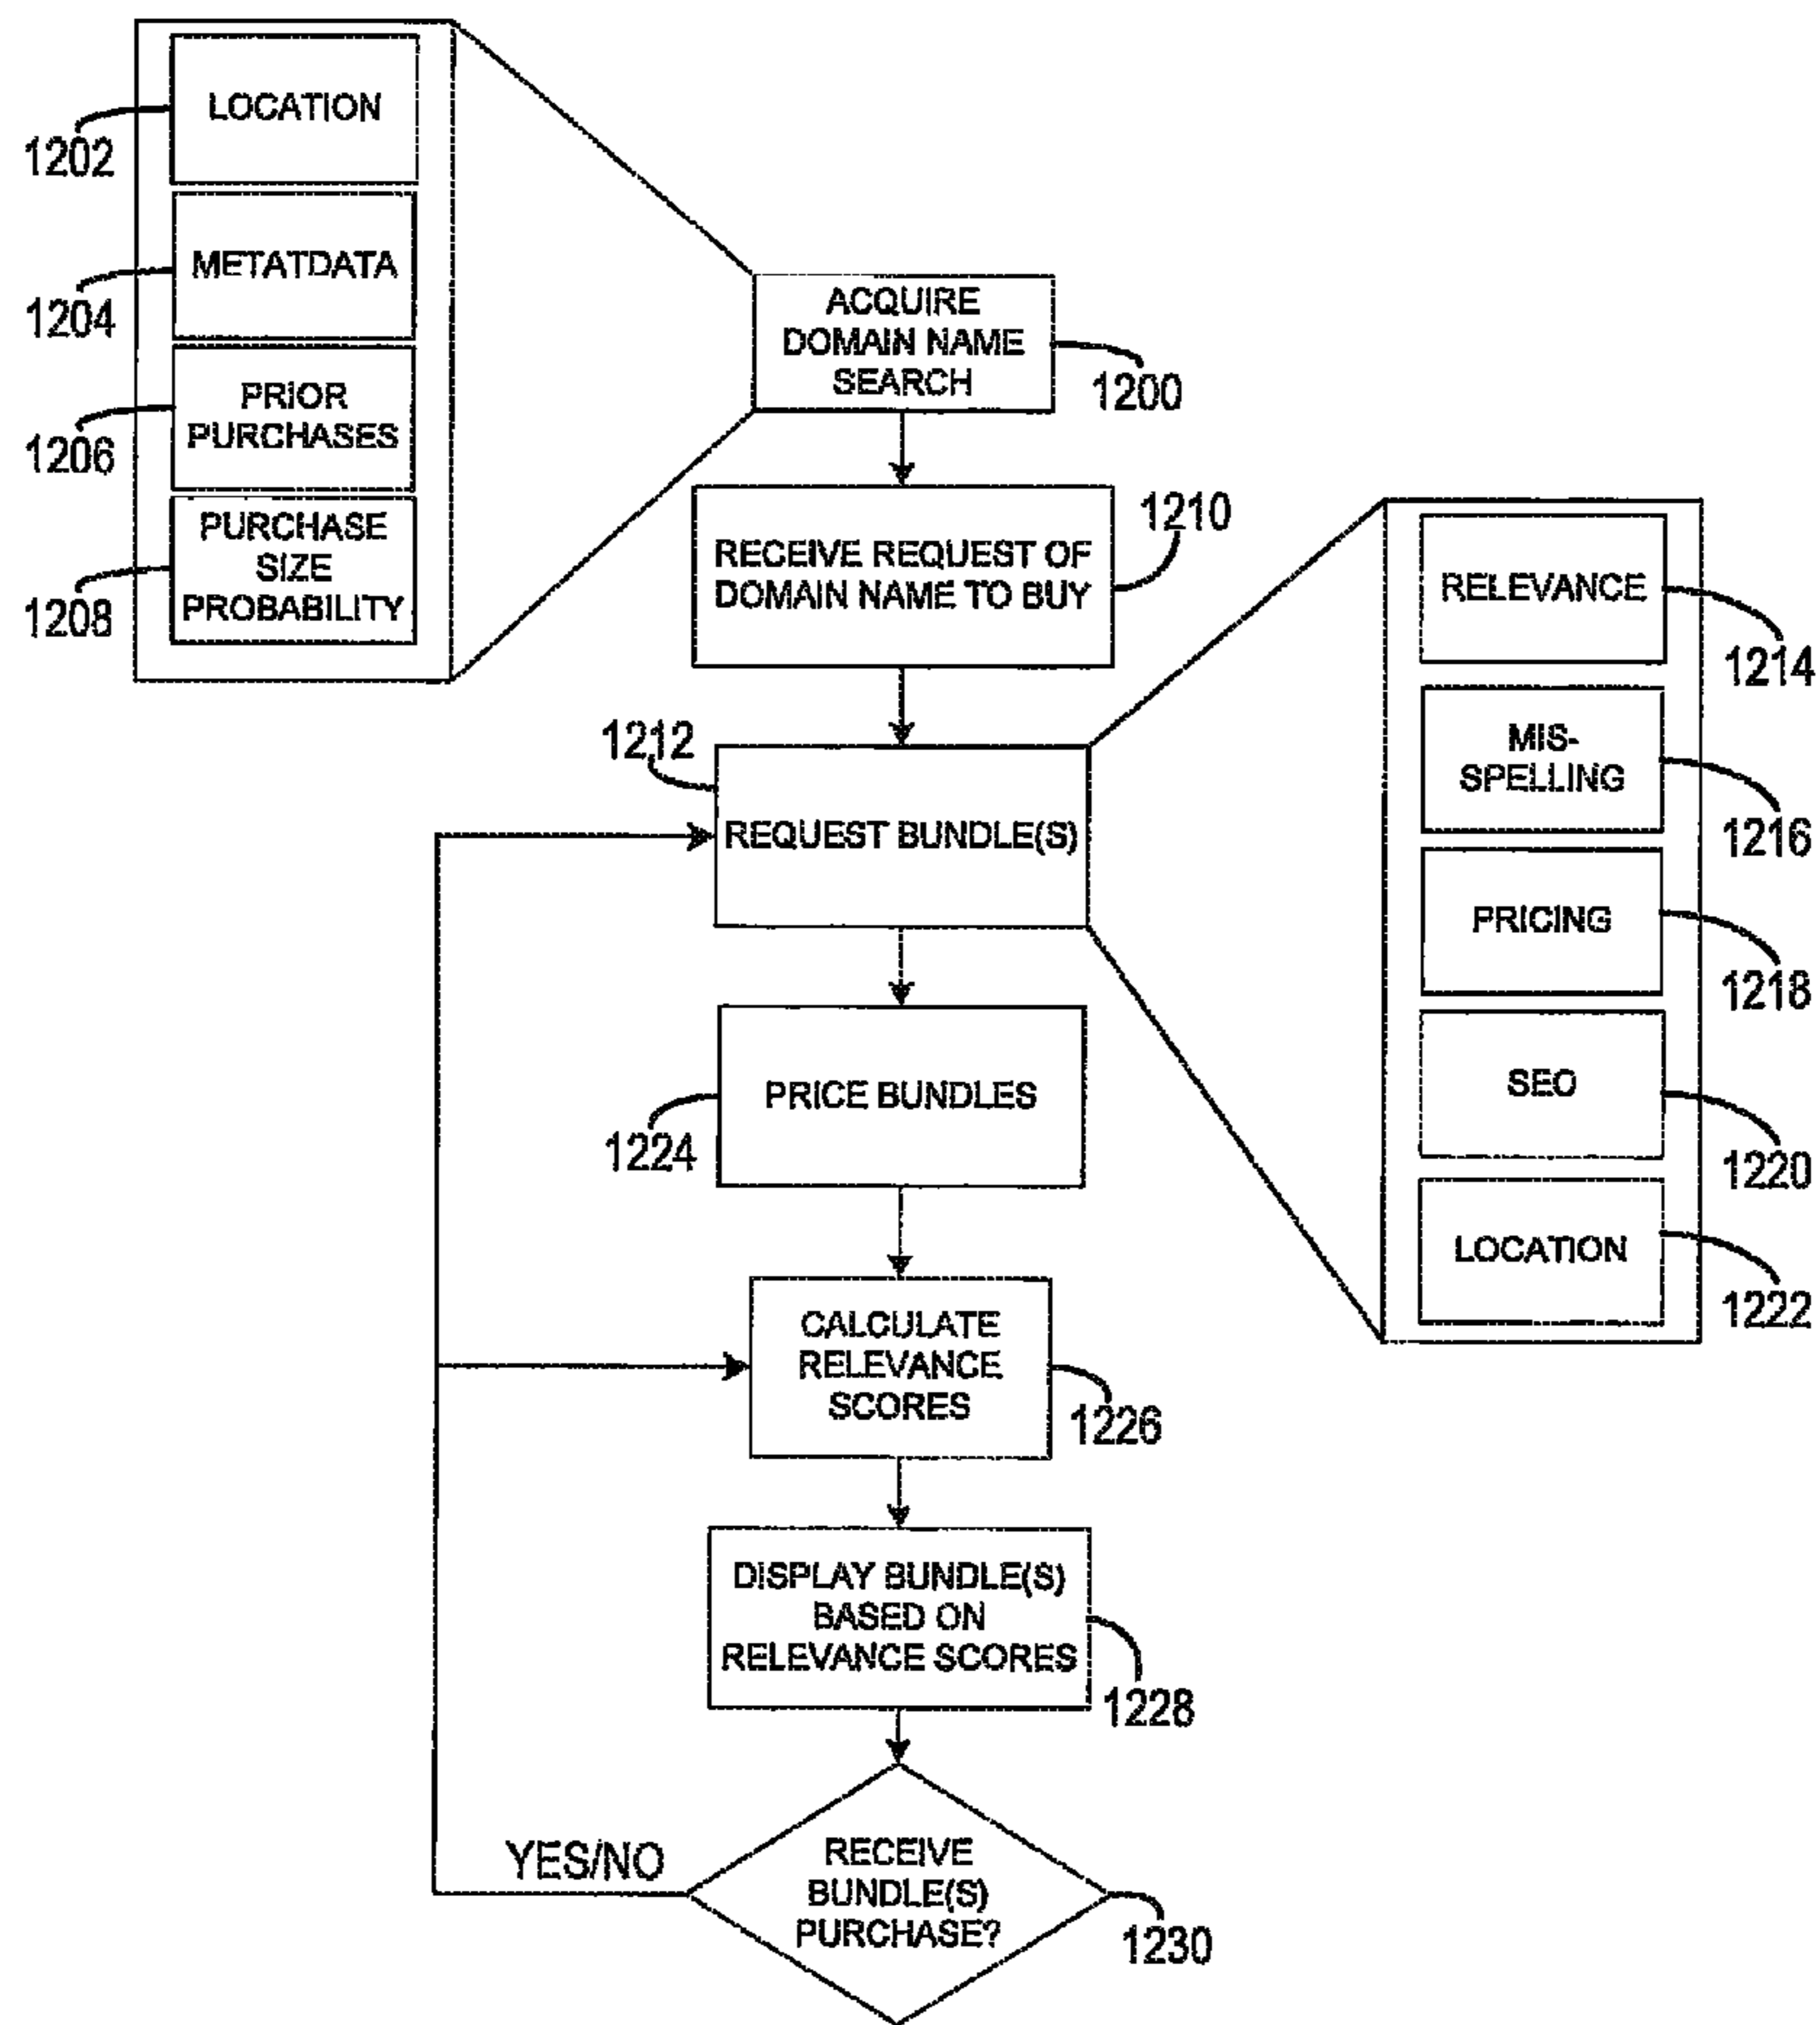 LOCATION
1202
METATDATA
1204
PRIOR
PURCHASES
1206
PURCHASE
SIZE
PROBABILITY
1208
ACQUIRE
DOMAIN NAME
SEARCH
1200
RECEIVE REQUEST OF
DOMAIN NAME TO BUY
1210
REQUEST BUNDLE(S)
1212
RELEVANCE
1214
MIS-
SPELLING
1216
PRICING
1218
SEO
1220
LOCATION
1222
PRICE BUNDLES
1224
CALCULATE
RELEVANCE
SCORES
1226
DISPLAY BUNDLE(S)
BASED ON
RELEVANCE SCORES
1228
RECEIVE
BUNDLE(S)
PURCHASE?
1230
YES/NO